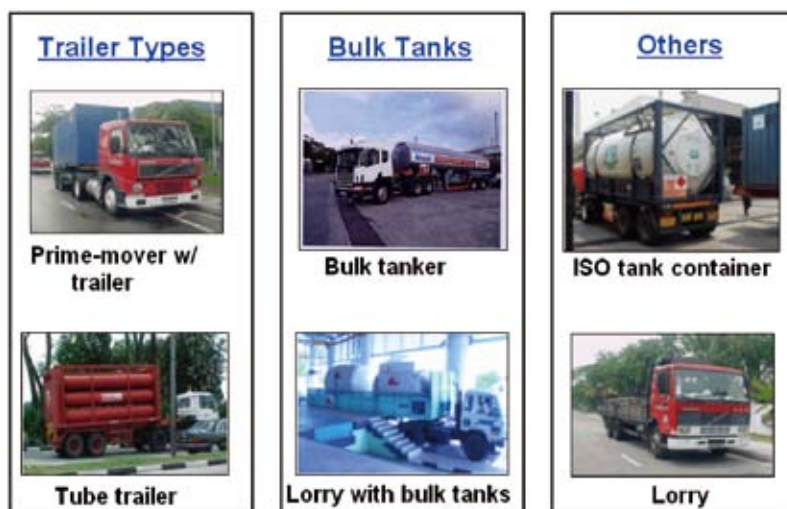 Trailer Types
Prime-mover w/
trailer
Tube trailer
Bulk Tanks
Bulk tanker
Lorry with bulk tanks
Others
ISO tank container
Lorry